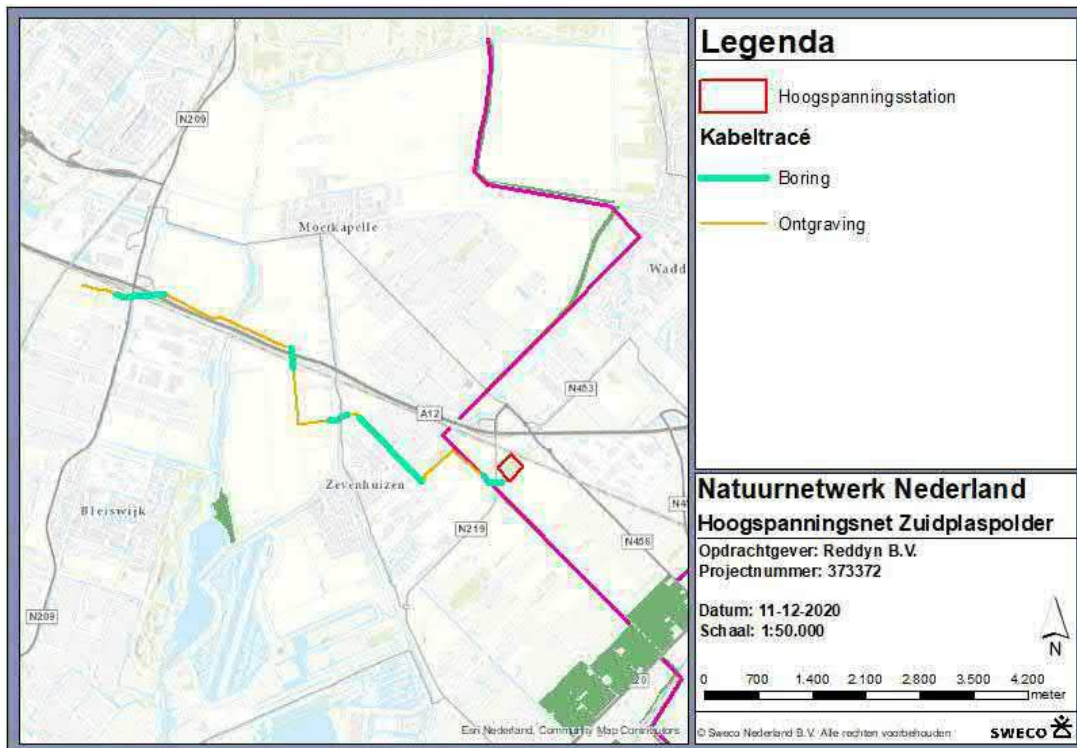 N209
Moerkapelle
Wadd
N453
A12
Zevenhuizen
Bleiswijk
N219
N456
N4
N209
20
Esri Nederland, Community Map Contributors
Legenda
Hoogspanningsstation
Kabeltracé
Boring
Ontgraving
Natuurnetwerk Nederland
Hoogspanningsnet Zuidplaspolder
Opdrachtgever: Reddyn B.V.
Projectnummer: 373372
Datum: 11-12-2020
Schaal: 1:50.000
N
0 700 1.400 2.100 2.800 3.500 4.200
meter
© Sweco Nederland B.V. Alle rechten voorbehouden
SWECO